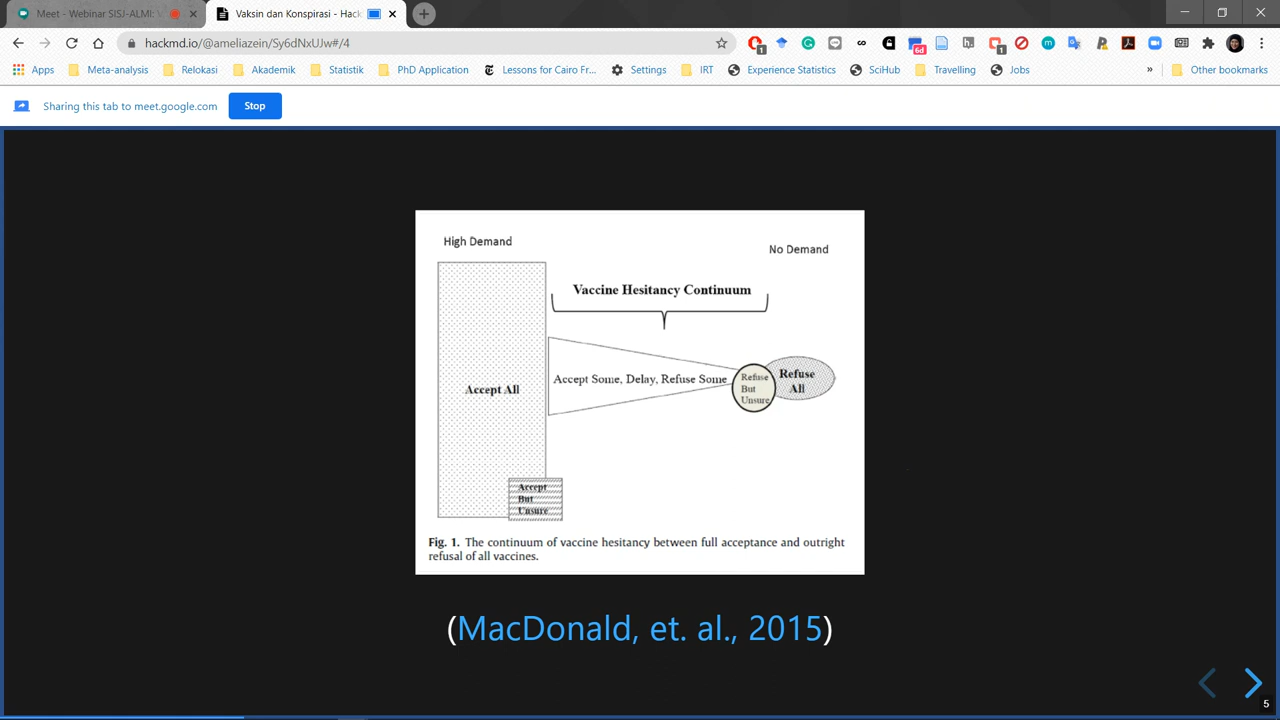 Meet - Webinar SISJ-ALMI: V
Vaksin dan Konspirasi - Hack
hackmd.io/@ameliazein/Sy6dNxUJw#/4
1
6d
1
Apps
Meta-analysis
Relokasi
Akademik
Statistik
PhD Application
Lessons for Cairo Fr...
Settings
IRT
Experience Statistics
SciHub
Travelling
Jobs
»
Other bookmarks
Sharing this tab to meet.google.com
Stop
High Demand
No Demand
Vaccine Hesitancy Continuum
Accept All
Accept Some, Delay, Refuse Some
Refuse
But
Unsure
Refuse
All
Accept
But
Unsure
Fig. 1. The continuum of vaccine hesitancy between full acceptance and outright
refusal of all vaccines.
(MacDonald, et. al., 2015)
5